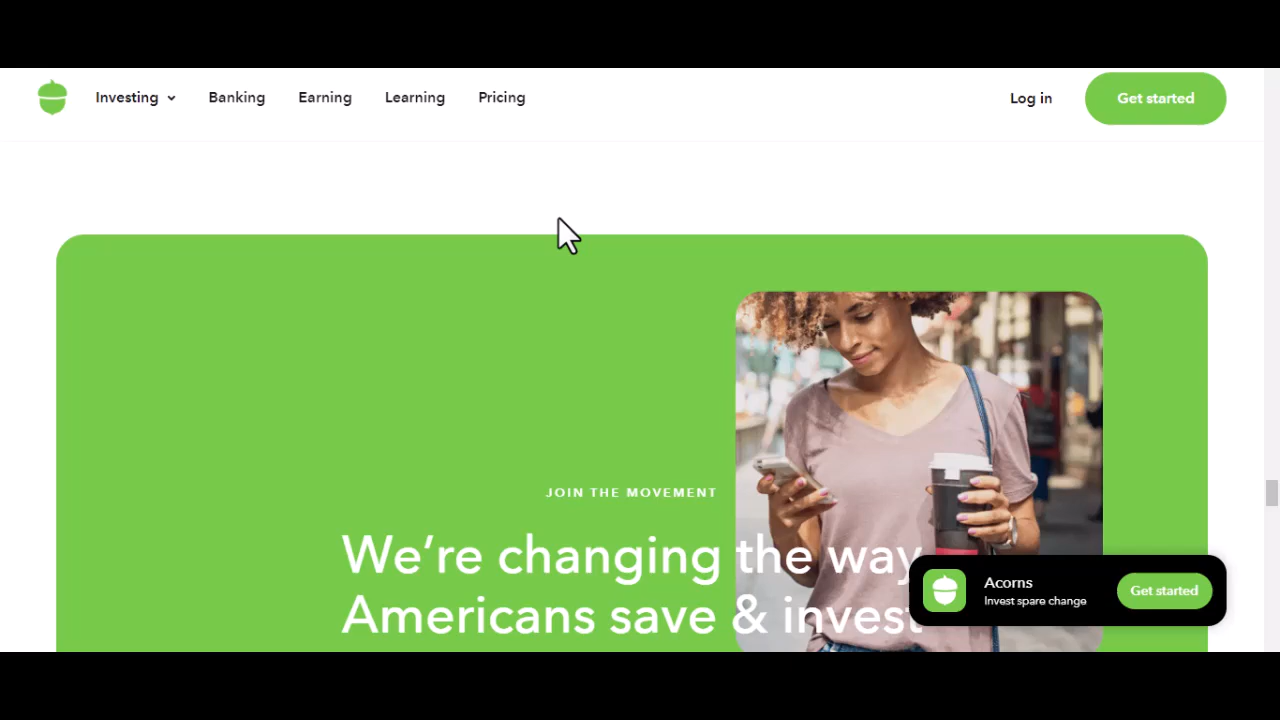 Investing
Banking
Earning
Learning
Pricing
Log in
Get started
JOIN THE MOVEMENT
We’re changing the way
Americans save & invest
Acorns
Invest spare change
Get started